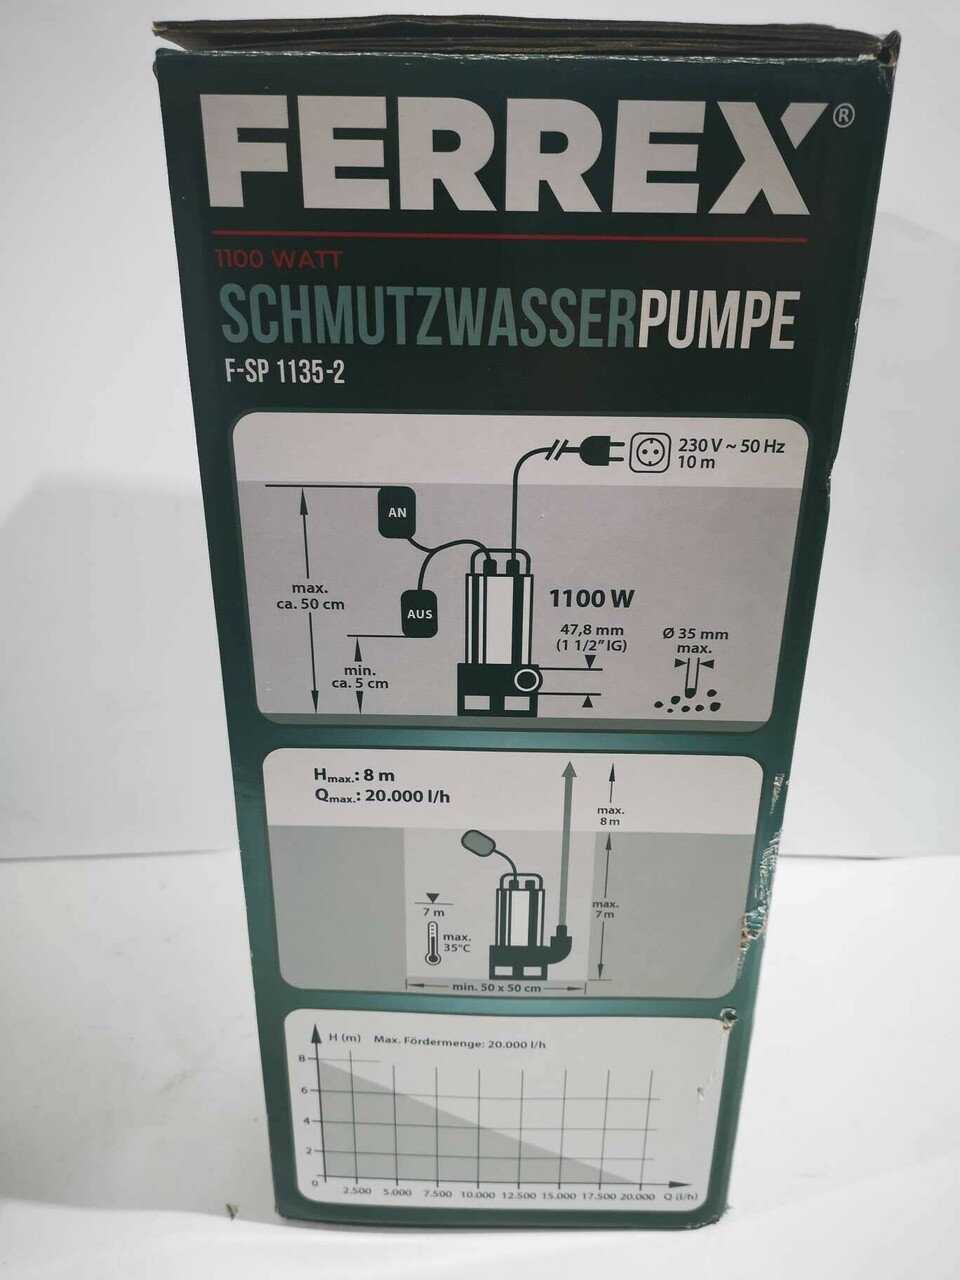 FERREX®
1100 WATT
SCHMUTZWASSERPUMPE
F-SP 1135-2
230 V ~ 50 Hz
10 m
AN
max.
ca. 50 cm
AUS
1100 W
47,8 mm
(1 1/2" IG)
Ø 35 mm
max.
min.
ca. 5 cm
Hmax.: 8 m
Qmax.: 20.000 l/h
max.
8 m
max.
7 m
7 m
max.
35°C
min. 50 x 50 cm
H (m) Max. Fördermenge: 20.000 l/h
8
6
4
2
0
2.500 5.000 7.500 10.000 12.500 15.000 17.500 20.000 Q (l/h)